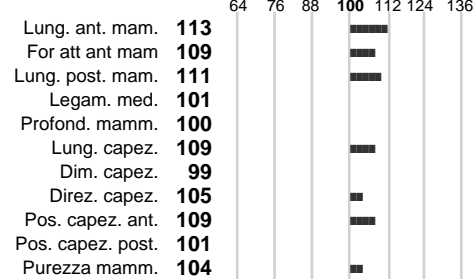 64 76 88 100 112 124 136
Lung. ant. mam. 113
For att ant mam 109
Lung. post. mam. 111
Legam. med. 101
Profond. mamm. 100
Lung. capez. 109
Dim. capez. 99
Direz. capez. 105
Pos. capez. ant. 109
Pos. capez. post. 101
Purezza mamm. 104